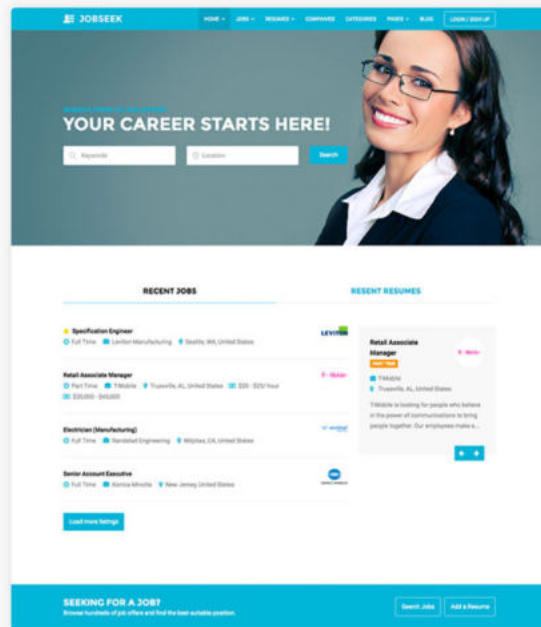 JOBSEEK
HOME JOBS RESUMES COMPANIES CATEGORIES PAGES BLOG LOGIN / SIGN UP
YOUR CAREER STARTS HERE!
Keywords Location Search
RECENT JOBS RESENT RESUMES
Specification Engineer
Full Time Leviton Manufacturing Seattle, WA, United States
LEVITON
Retail Associate Manager
Part Time T-Mobile Trussville, AL, United States $20 - $25/ hour
$35,000 - $45,000
Electrician (Manufacturing)
Full Time Randstad Engineering Milpitas, CA, United States
Senior Account Executive
Full Time Konica Minolta New Jersey, United States
Load more listings
Retail Associate
Manager
PART TIME
T-Mobile
Trussville, AL, United States
T-Mobile is looking for people who believe
in the power of communications to bring
people together. Our employees make a...
SEEKING FOR A JOB?
Browse hundreds of job offers and find the best suitable position.
Search Jobs Add a Resume